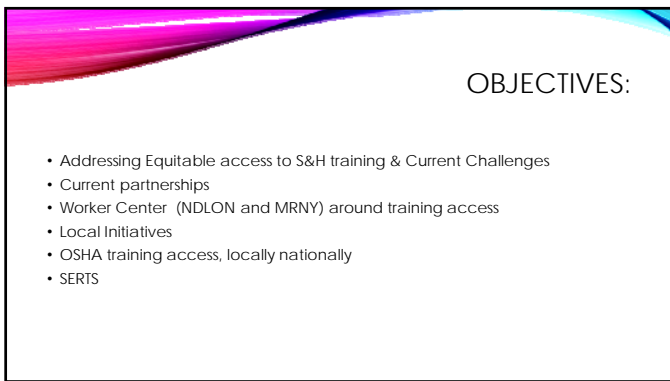 OBJECTIVES:
• Addressing Equitable access to S&H training & Current Challenges
• Current partnerships
• Worker Center (NDLON and MRNY) around training access
• Local Initiatives
• OSHA training access, locally nationally
• SERTS